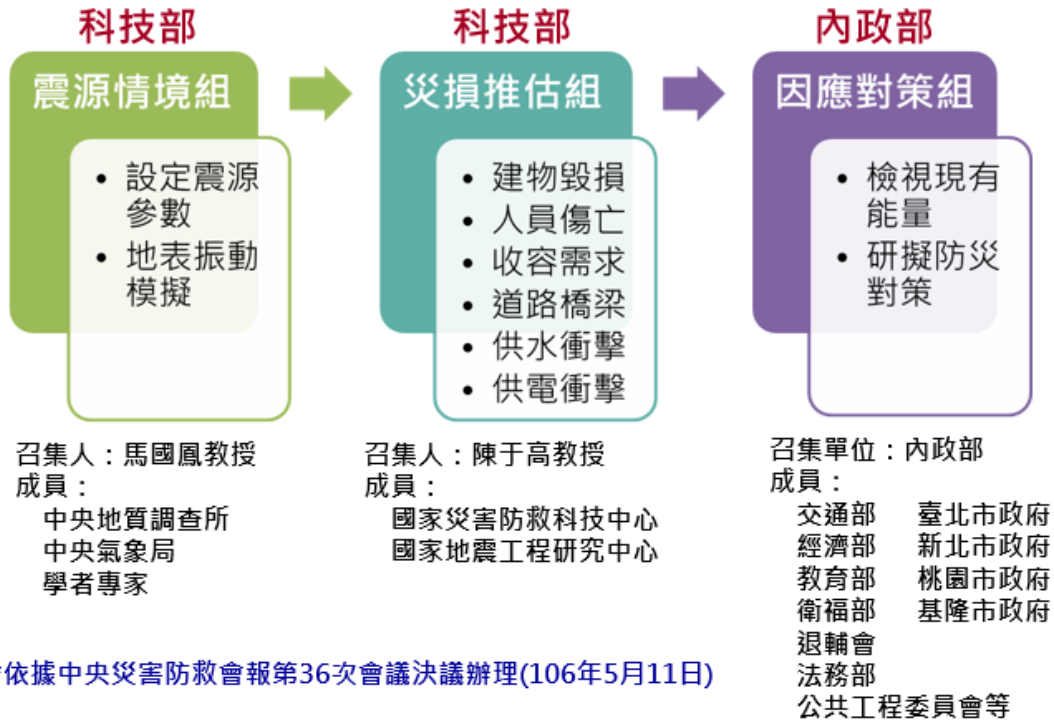 科技部
震源情境組
• 設定震源
參數
• 地表振動
模擬
召集人：馬國鳳教授
成員：
中央地質調查所
中央氣象局
學者專家
科技部
災損推估組
• 建物毀損
• 人員傷亡
• 收容需求
• 道路橋梁
• 供水衝擊
• 供電衝擊
召集人：陳于高教授
成員：
國家災害防救科技中心
國家地震工程研究中心
內政部
因應對策組
• 檢視現有
能量
• 研擬防災
對策
召集單位：內政部
成員：
交通部 臺北市政府
經濟部 新北市政府
教育部 桃園市政府
衛福部 基隆市政府
退輔會
法務部
公共工程委員會等
依據中央災害防救會報第36次會議決議辦理(106年5月11日)